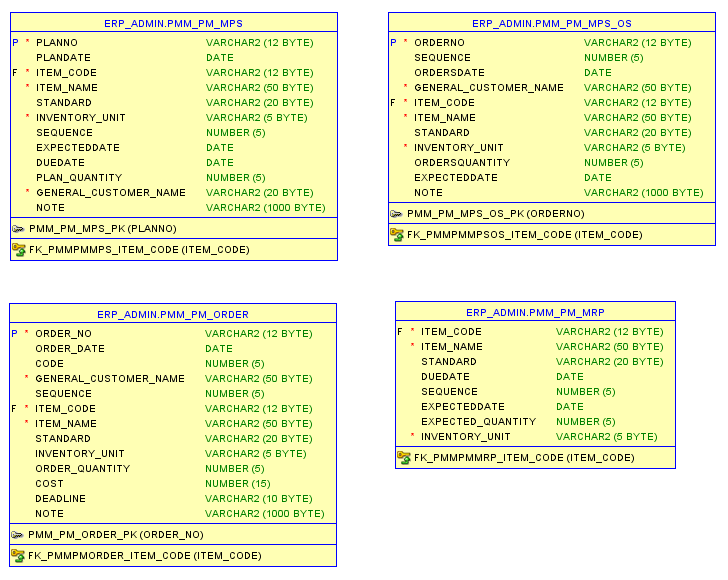 ERP_ADMIN.PMM_PM_MPS
P * PLANNO VARCHAR2 (12 BYTE)
PLANDATE DATE
F * ITEM_CODE VARCHAR2 (12 BYTE)
* ITEM_NAME VARCHAR2 (50 BYTE)
STANDARD VARCHAR2 (20 BYTE)
* INVENTORY_UNIT VARCHAR2 (5 BYTE)
SEQUENCE NUMBER (5)
EXPECTEDDATE DATE
DUEDATE DATE
PLAN_QUANTITY NUMBER (5)
* GENERAL_CUSTOMER_NAME VARCHAR2 (20 BYTE)
NOTE VARCHAR2 (1000 BYTE)
PMM_PM_MPS_PK (PLANNO)
FK_PMMPMMPS_ITEM_CODE (ITEM_CODE)
ERP_ADMIN.PMM_PM_MPS_OS
P * ORDERNO VARCHAR2 (12 BYTE)
SEQUENCE NUMBER (5)
ORDERSDATE DATE
* GENERAL_CUSTOMER_NAME VARCHAR2 (50 BYTE)
F * ITEM_CODE VARCHAR2 (12 BYTE)
* ITEM_NAME VARCHAR2 (50 BYTE)
STANDARD VARCHAR2 (20 BYTE)
* INVENTORY_UNIT VARCHAR2 (5 BYTE)
ORDERSQUANTITY NUMBER (5)
EXPECTEDDATE DATE
NOTE VARCHAR2 (1000 BYTE)
PMM_PM_MPS_OS_PK (ORDERNO)
FK_PMMPMMPSOS_ITEM_CODE (ITEM_CODE)
ERP_ADMIN.PMM_PM_ORDER
P * ORDER_NO VARCHAR2 (12 BYTE)
ORDER_DATE DATE
CODE NUMBER (5)
* GENERAL_CUSTOMER_NAME VARCHAR2 (50 BYTE)
SEQUENCE NUMBER (5)
F * ITEM_CODE VARCHAR2 (12 BYTE)
* ITEM_NAME VARCHAR2 (50 BYTE)
STANDARD VARCHAR2 (20 BYTE)
INVENTORY_UNIT VARCHAR2 (5 BYTE)
ORDER_QUANTITY NUMBER (5)
COST NUMBER (15)
DEADLINE VARCHAR2 (10 BYTE)
NOTE VARCHAR2 (1000 BYTE)
PMM_PM_ORDER_PK (ORDER_NO)
FK_PMMPMORDER_ITEM_CODE (ITEM_CODE)
ERP_ADMIN.PMM_PM_MRP
F * ITEM_CODE VARCHAR2 (12 BYTE)
* ITEM_NAME VARCHAR2 (50 BYTE)
STANDARD VARCHAR2 (20 BYTE)
DUEDATE DATE
SEQUENCE NUMBER (5)
EXPECTEDDATE DATE
EXPECTED_QUANTITY NUMBER (5)
* INVENTORY_UNIT VARCHAR2 (5 BYTE)
FK_PMMPMMRP_ITEM_CODE (ITEM_CODE)